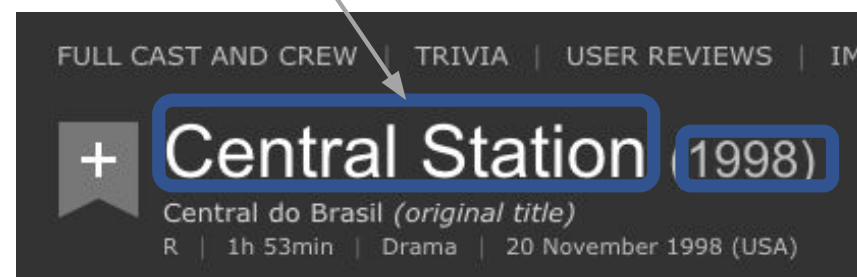 FULL CAST AND CREW | TRIVIA | USER REVIEWS | IM
+ Central Station (1998)
Central do Brasil (original title)
R | 1h 53min | Drama | 20 November 1998 (USA)